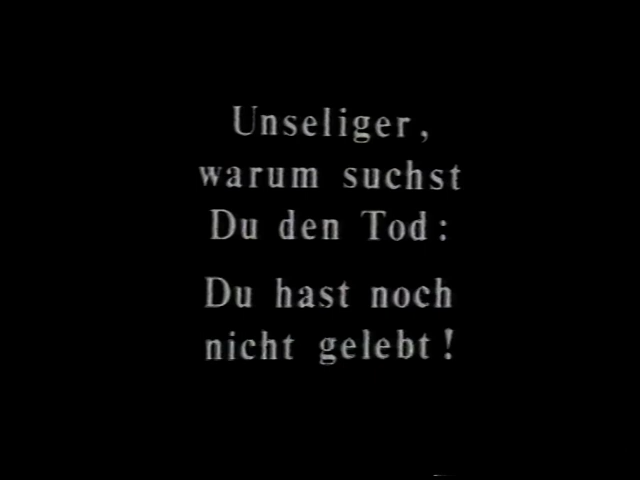 Unseliger,
warum suchst
Du den Tod:
Du hast noch
nicht gelebt!